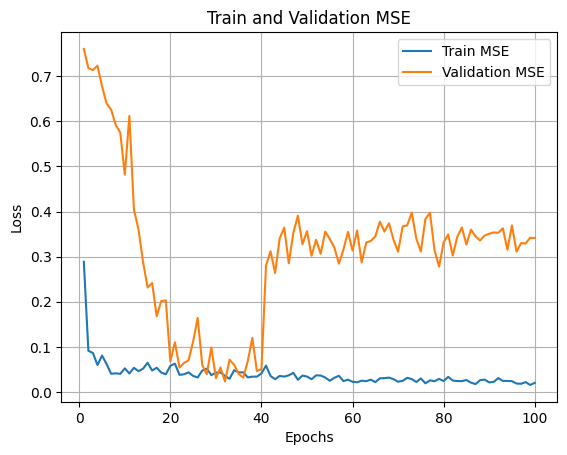 Train and Validation MSE
Train MSE
Validation MSE
Loss
0.7
0.6
0.5
0.4
0.3
0.2
0.1
0.0
0 20 40 60 80 100
Epochs